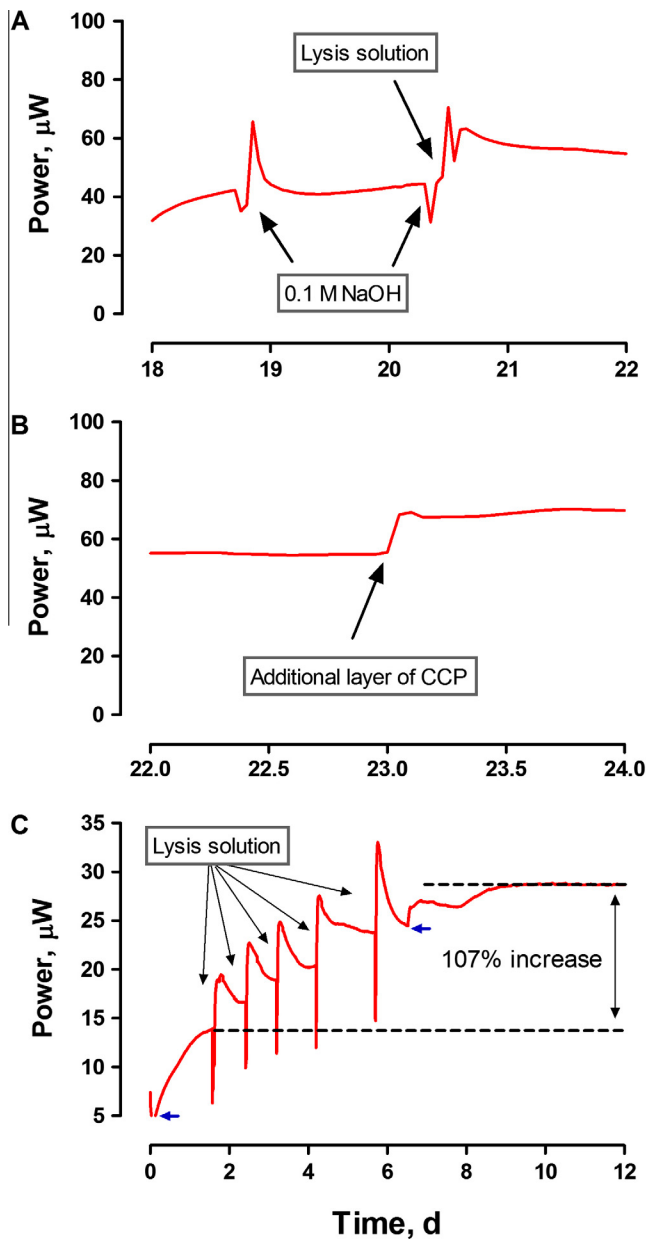 A
100
80
60
40
20
0
Power, μW
Lysis solution
0.1 M NaOH
18 19 20 21 22
B
100
80
60
40
20
0
Power, μW
Additional layer of CCP
22.0 22.5 23.0 23.5 24.0
C
35
30
25
20
15
10
5
Power, μW
Lysis solution
107% increase
0 2 4 6 8 10 12
Time, d